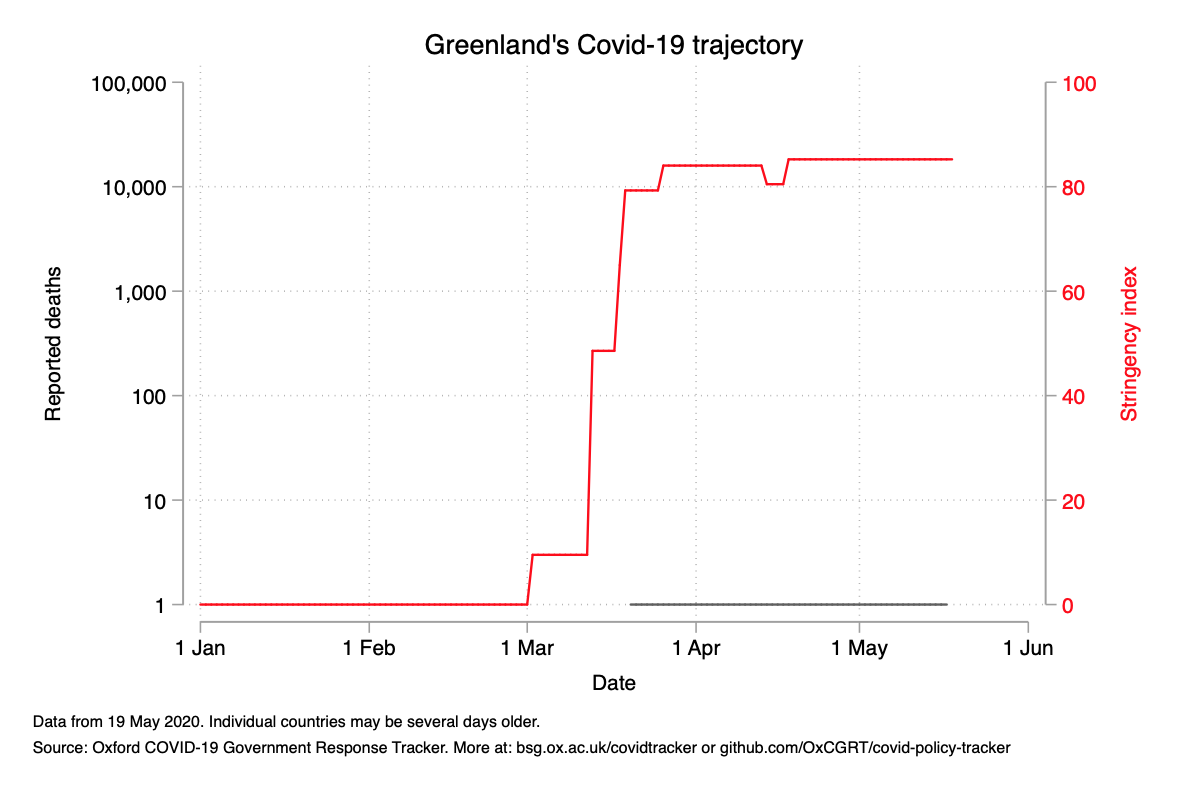 Greenland's Covid-19 trajectory
100,000
10,000
1,000
100
10
1
Reported deaths
100
80
60
40
20
0
Stringency index
1 Jan
1 Feb
1 Mar
1 Apr
1 May
1 Jun
Date
Data from 19 May 2020. Individual countries may be several days older.
Source: Oxford COVID-19 Government Response Tracker. More at: bsg.ox.ac.uk/covidtracker or github.com/OxCGRT/covid-policy-tracker